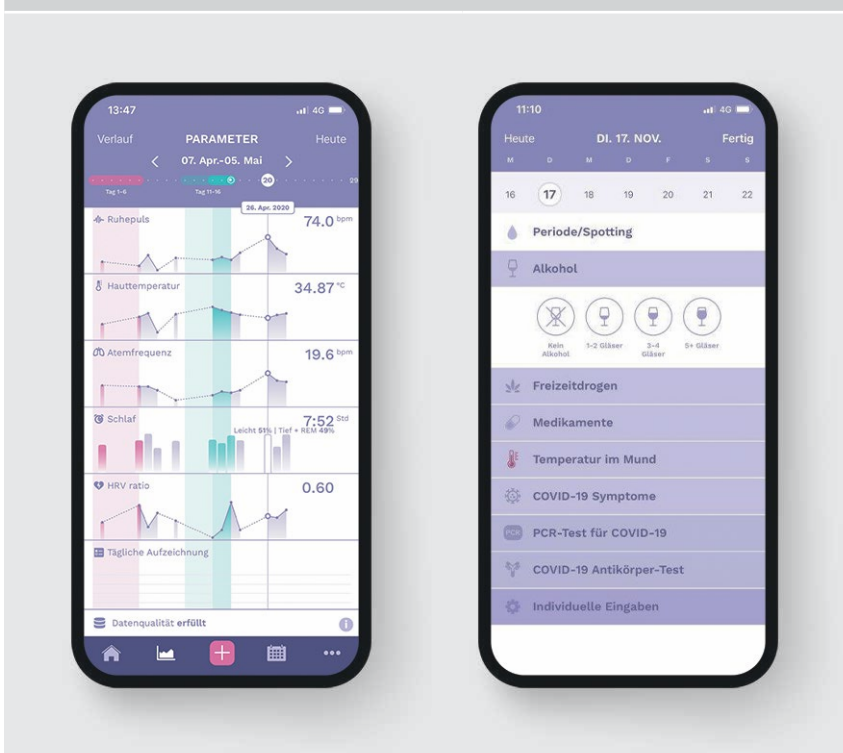 13:47
4G
Verlauf
PARAMETER
Heute
07. Apr.-05. Mai
20
29
Tag 1-6
Tag 11-16
26. Apr. 2020
Ruhepuls
74.0 bpm
Hauttemperatur
34.87 °C
Atemfrequenz
19.6 bpm
Schlaf
7:52 Std
Leicht 51% | Tief + REM 49%
HRV ratio
0.60
Tägliche Aufzeichnung
Datenqualität erfüllt
11:10
4G
Heute
DI. 17. NOV.
Fertig
M D M D F S S
16 17 18 19 20 21 22
Periode/Spotting
Alkohol
Kein
Alkohol
1-2 Gläser
3-4
Gläser
5+ Gläser
Freizeitdrogen
Medikamente
Temperatur im Mund
COVID-19 Symptome
PCR
PCR-Test für COVID-19
COVID-19 Antikörper-Test
Individuelle Eingaben